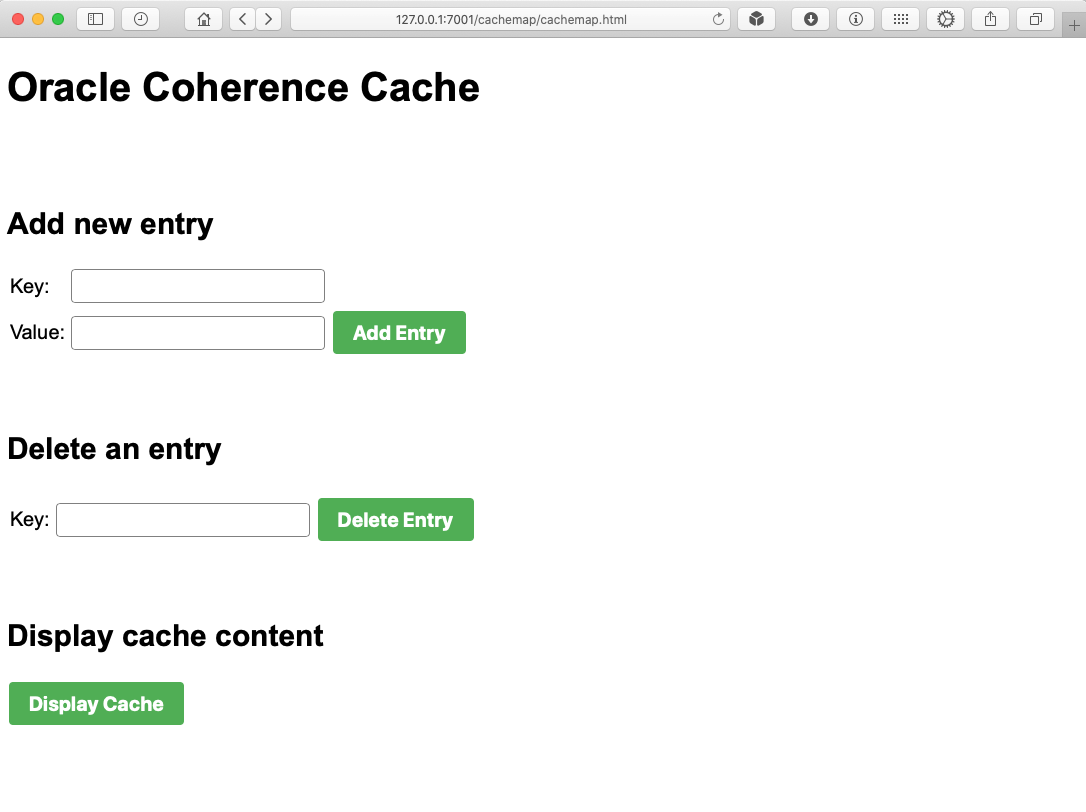 127.0.0.1:7001/cachemap/cachemap.html
Oracle Coherence Cache
Add new entry
Key:
Value: Add Entry
Delete an entry
Key: Delete Entry
Display cache content
Display Cache